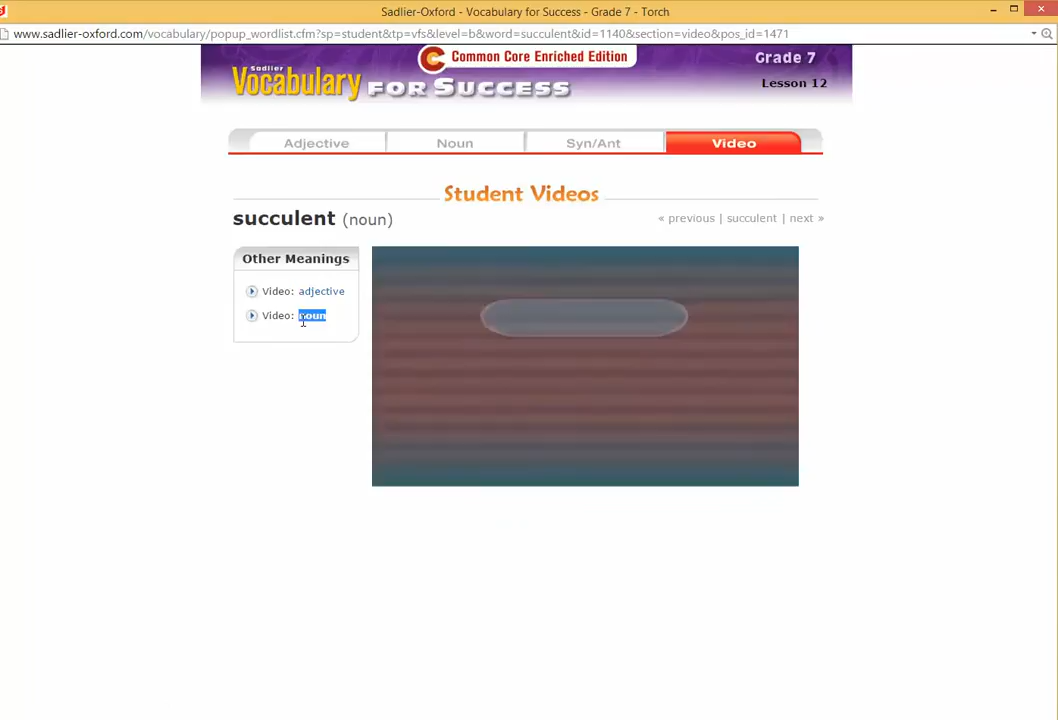 Sadlier-Oxford - Vocabulary for Success - Grade 7 - Torch
www.sadlier-oxford.com/vocabulary/popup_wordlist.cfm?sp=student&tp=vfs&level=b&word=succulent&id=1140&section=video&pos_id=1471
C Common Core Enriched Edition
Grade 7
Sadlier
Vocabulary FOR SUCCESS
Lesson 12
Adjective Noun Syn/Ant Video
Student Videos
succulent (noun)
« previous | succulent | next »
Other Meanings
Video: adjective
Video: noun